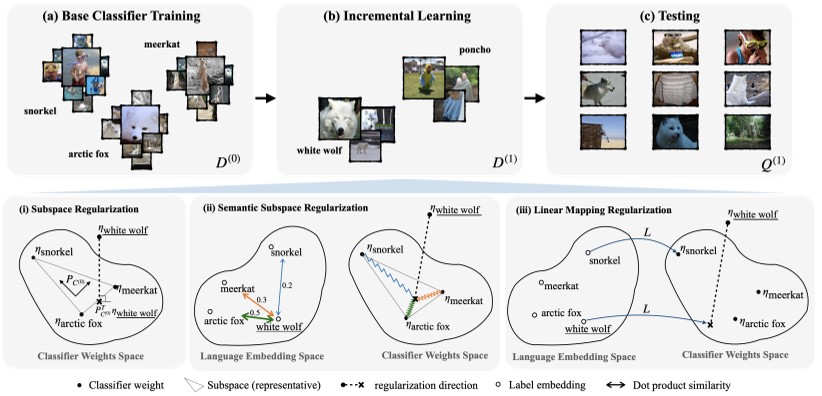 (a) Base Classifier Training
meerkat
snorkel
arctic fox
D(0)
(b) Incremental Learning
poncho
white wolf
D(1)
(c) Testing
Q(1)
(i) Subspace Regularization
ηwhite wolf
ηsnorkel
PC(0)
ηmeerkat
PTC(0) ηwhite wolf
ηarctic fox
Classifier Weights Space
(ii) Semantic Subspace Regularization
snorkel
meerkat
0.2
0.3
arctic fox
0.5
white wolf
Language Embedding Space
ηwhite wolf
ηsnorkel
ηmeerkat
ηarctic fox
Classifier Weights Space
(iii) Linear Mapping Regularization
L
snorkel
meerkat
arctic fox
L
white wolf
Language Embedding Space
ηwhite wolf
ηsnorkel
ηmeerkat
ηarctic fox
Classifier Weights Space
Classifier weight
Subspace (representative)
regularization direction
Label embedding
Dot product similarity